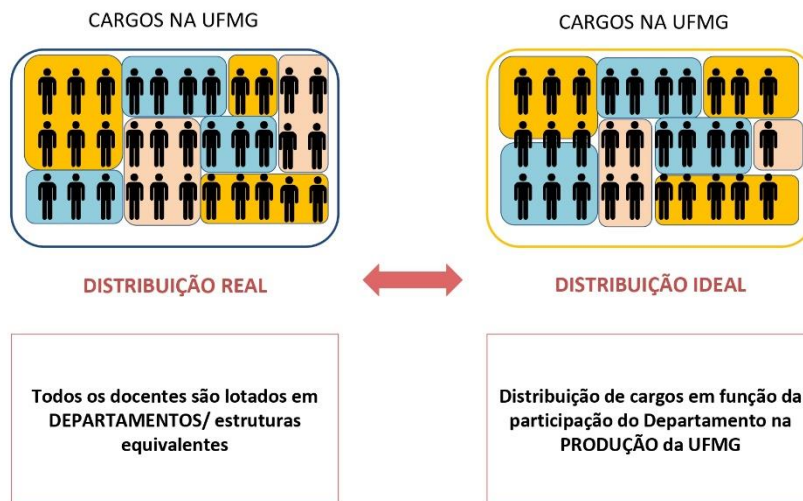 CARGOS NA UFMG
CARGOS NA UFMG
DISTRIBUIÇÃO REAL
DISTRIBUIÇÃO IDEAL
Todos os docentes são lotados em
DEPARTAMENTOS/ estruturas
equivalentes
Distribuição de cargos em função da
participação do Departamento na
PRODUÇÃO da UFMG